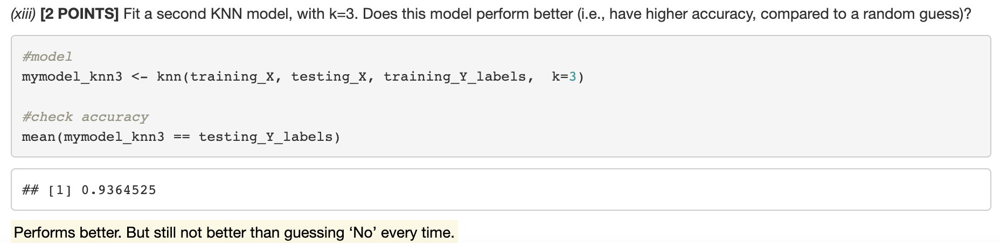 (xiii) [2 POINTS] Fit a second KNN model, with k=3. Does this model perform better (i.e., have higher accuracy, compared to a random guess)?
#model
mymodel_knn3 <- knn(training_X, testing_X, training_Y_labels,  k=3)
#check accuracy
mean(mymodel_knn3 == testing_Y_labels)
## [1] 0.9364525
Performs better. But still not better than guessing ‘No’ every time.